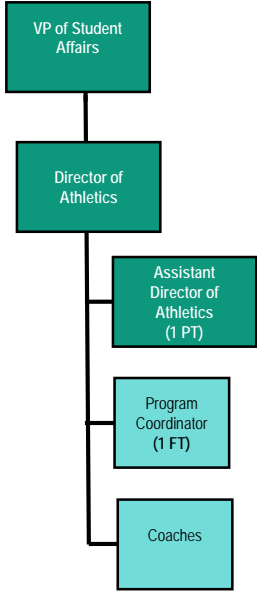 VP of Student
Affairs
Director of
Athletics
Assistant
Director of
Athletics
(1 PT)
Program
Coordinator
(1 FT)
Coaches